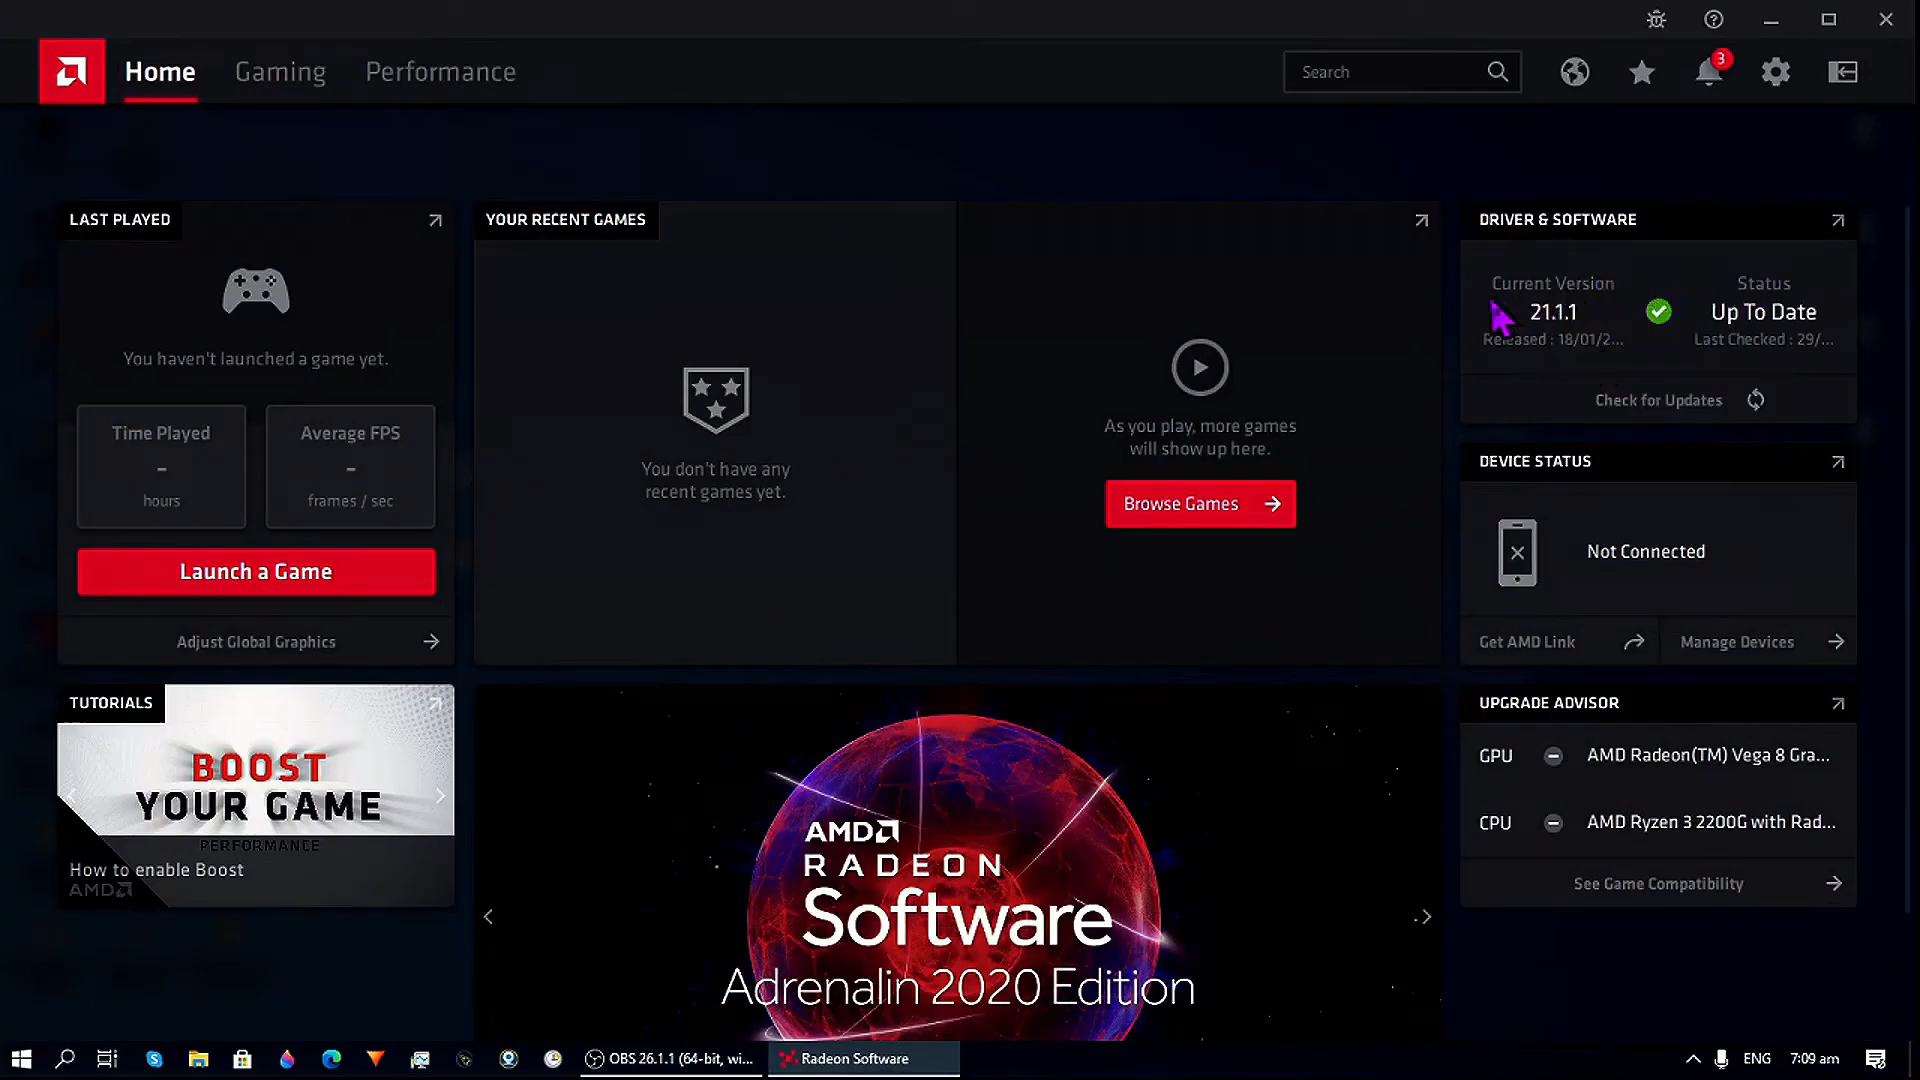 Home
Gaming
Performance
Search
3
LAST PLAYED
You haven't launched a game yet.
Time Played
-
hours
Average FPS
-
frames / sec
Launch a Game
Adjust Global Graphics
YOUR RECENT GAMES
You don't have any
recent games yet.
As you play, more games
will show up here.
Browse Games
DRIVER & SOFTWARE
Current Version
21.1.1
Released : 18/01/2...
Status
Up To Date
Last Checked : 29/...
Check for Updates
DEVICE STATUS
Not Connected
Get AMD Link
Manage Devices
TUTORIALS
BOOST
YOUR GAME
PERFORMANCE
How to enable Boost
AMD
AMD
RADEON
Software
Adrenalin 2020 Edition
UPGRADE ADVISOR
GPU
AMD Radeon(TM) Vega 8 Gra...
CPU
AMD Ryzen 3 2200G with Rad...
See Game Compatibility
OBS 26.1.1 (64-bit, wi...
Radeon Software
ENG
7:09 am